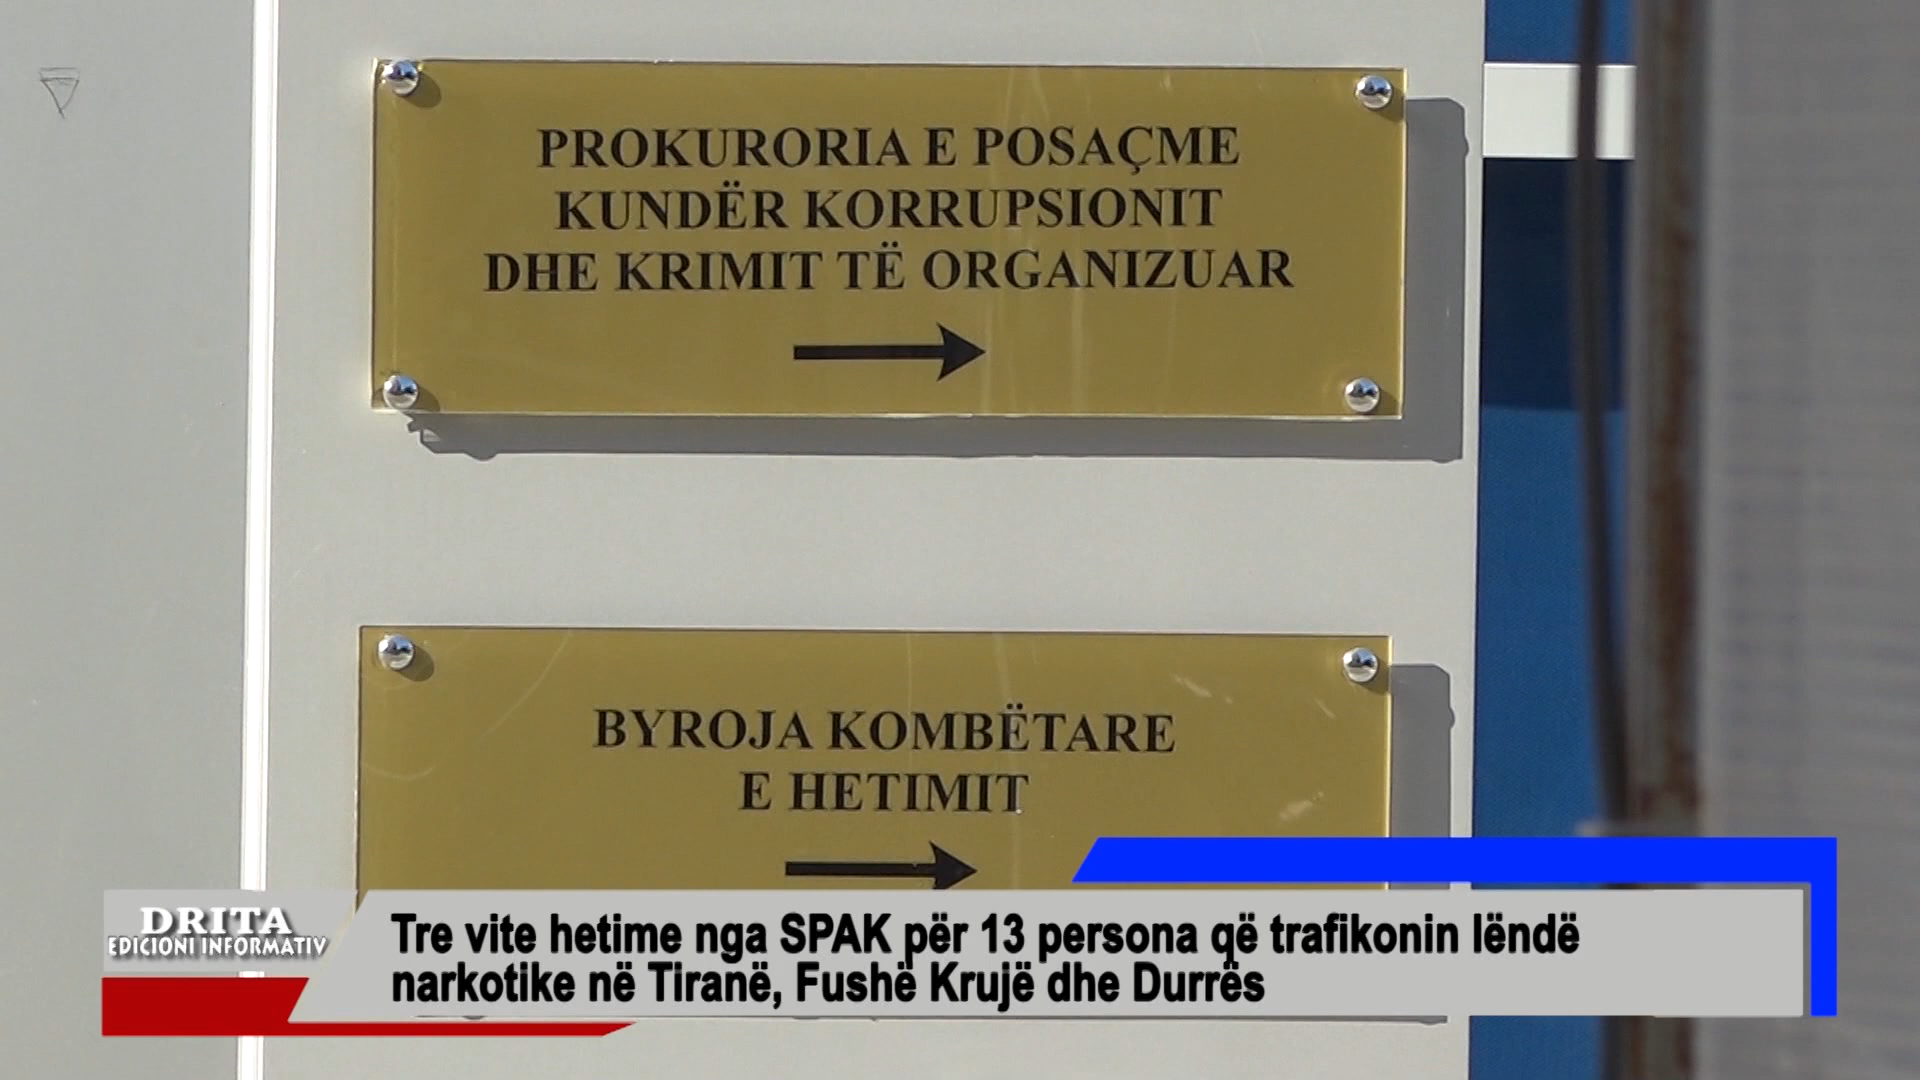 PROKURORIA E POSAÇME
KUNDËR KORRUPSIONIT
DHE KRIMIT TË ORGANIZUAR
BYROJA KOMBËTARE
E HETIMIT
DRITA
EDICIONI INFORMATIV
Tre vite hetime nga SPAK për 13 persona që trafikonin lëndë
narkotike në Tiranë, Fushë Krujë dhe Durrës